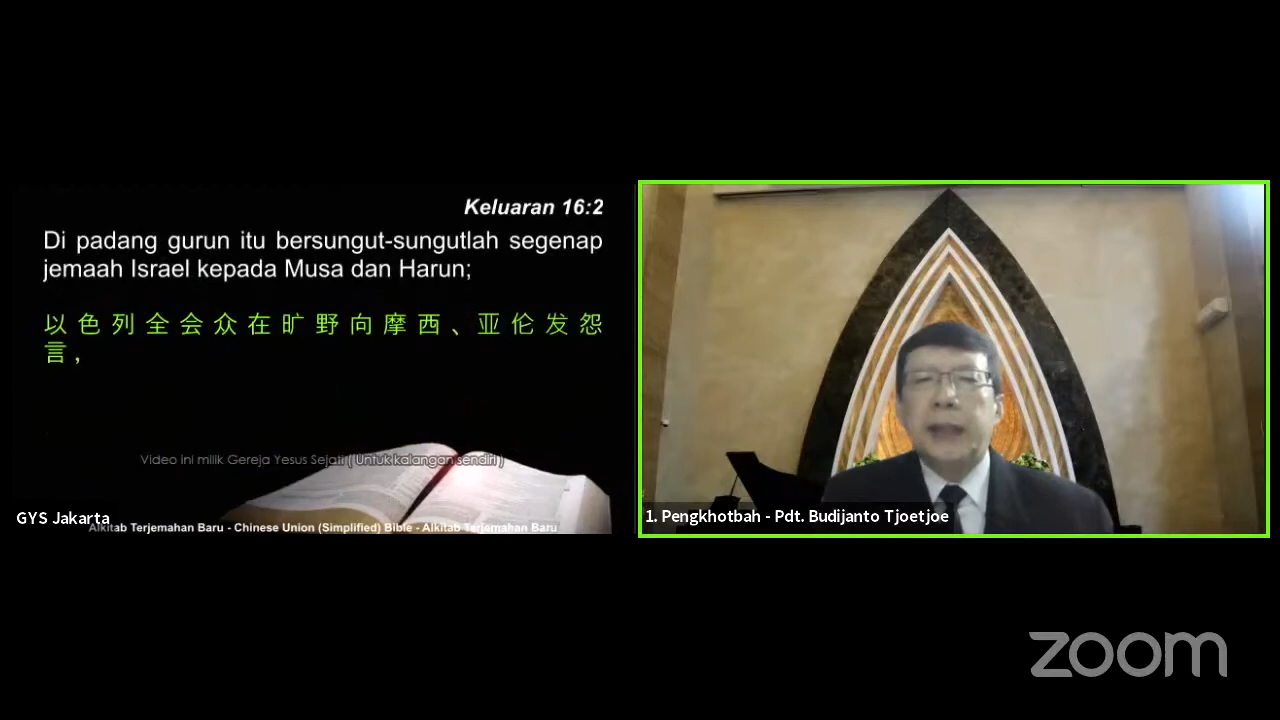 Keluaran 16:2
Di padang gurun itu bersungut-sungutlah segenap
jemaah Israel kepada Musa dan Harun;
以色列全会众在旷野向摩西、亚伦发怨
言，
Video ini milik Gereja Yesus Sejati ( Untuk kalangan sendiri )
GYS Jakarta
Alkitab Terjemahan Baru - Chinese Union (Simplified) Bible - Alkitab Terjemahan Baru
1. Pengkhotbah - Pdt. Budijanto Tjoetjoe
zoom